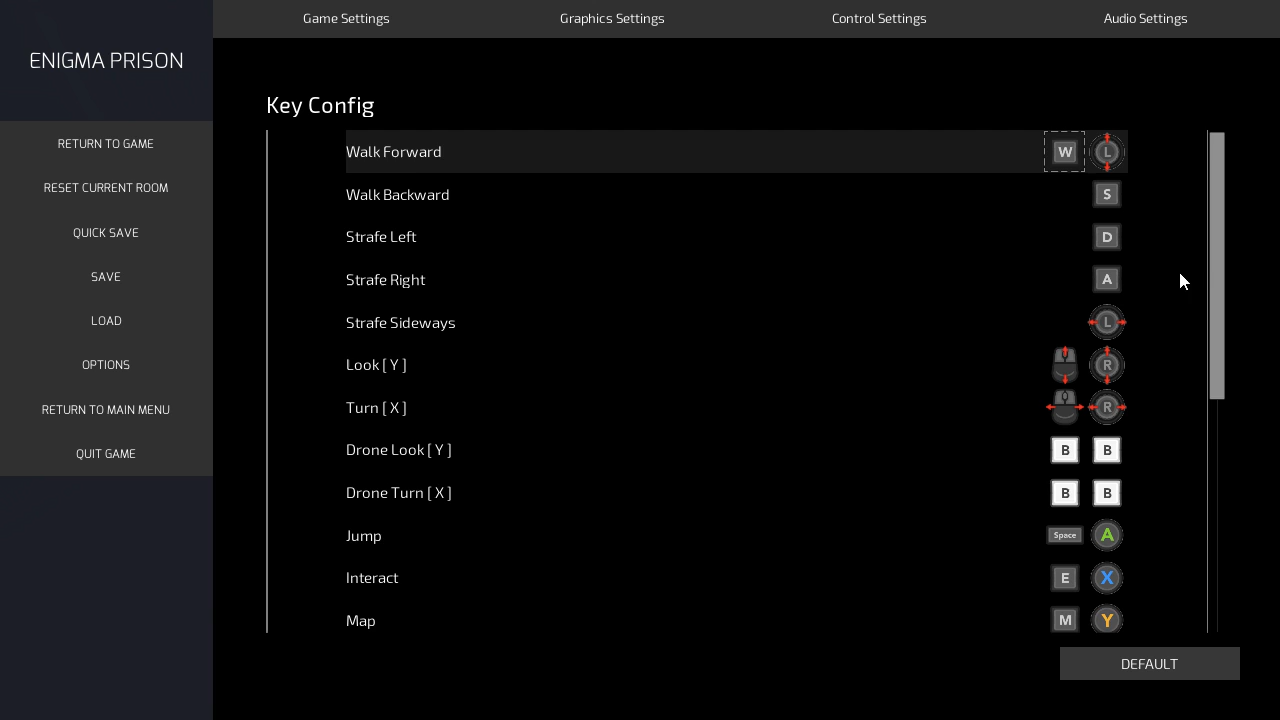 Game Settings
Graphics Settings
Control Settings
Audio Settings
ENIGMA PRISON
RETURN TO GAME
RESET CURRENT ROOM
QUICK SAVE
SAVE
LOAD
OPTIONS
RETURN TO MAIN MENU
QUIT GAME
Key Config
Walk Forward W L
Walk Backward S
Strafe Left D
Strafe Right A
Strafe Sideways L
Look [ Y ] R
Turn [ X ] R
Drone Look [ Y ] B B
Drone Turn [ X ] B B
Jump Space A
Interact E X
Map M Y
DEFAULT